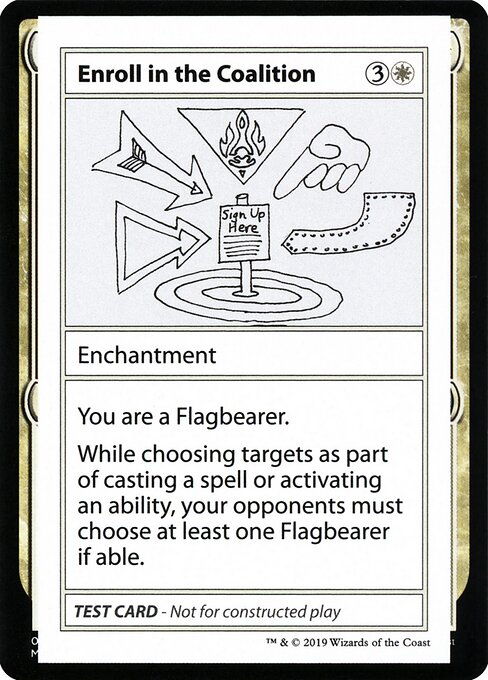 Enroll in the Coalition 3
Sign Up
Here
Enchantment
You are a Flagbearer.
While choosing targets as part
of casting a spell or activating
an ability, your opponents must
choose at least one Flagbearer
if able.
TEST CARD - Not for constructed play
™ & © 2019 Wizards of the Coast